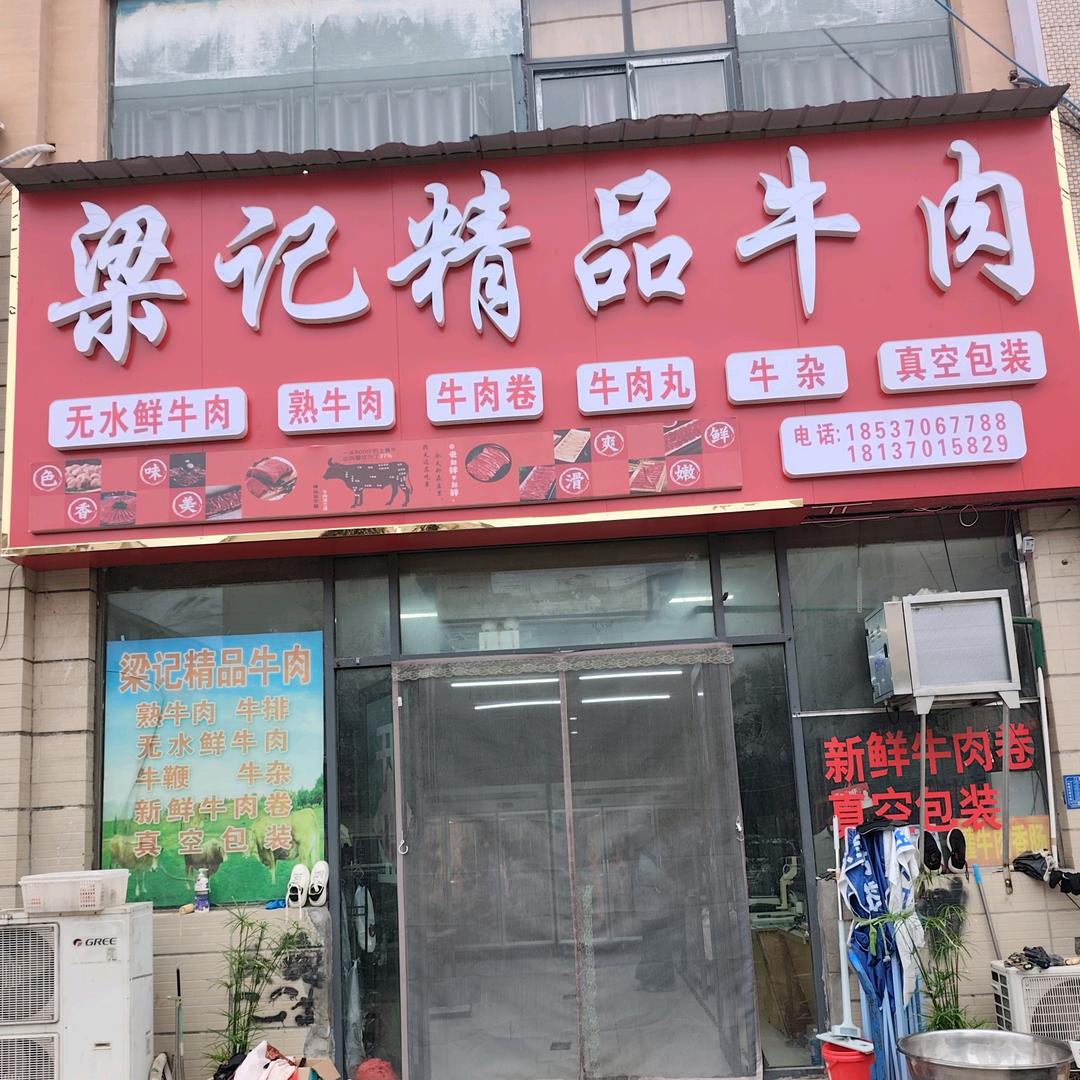 梁记精品牛肉
无水鲜牛肉 熟牛肉 牛肉卷 牛肉丸 牛杂 真空包装
电话:18537067788
18137015829
色 味 爽 鲜
香 美 滑 嫩
梁记精品牛肉
熟牛肉 牛排
无水鲜牛肉
牛鞭 牛杂
新鲜牛肉卷
真空包装
新鲜牛肉卷
真空包装
牛肉香肠
GREE